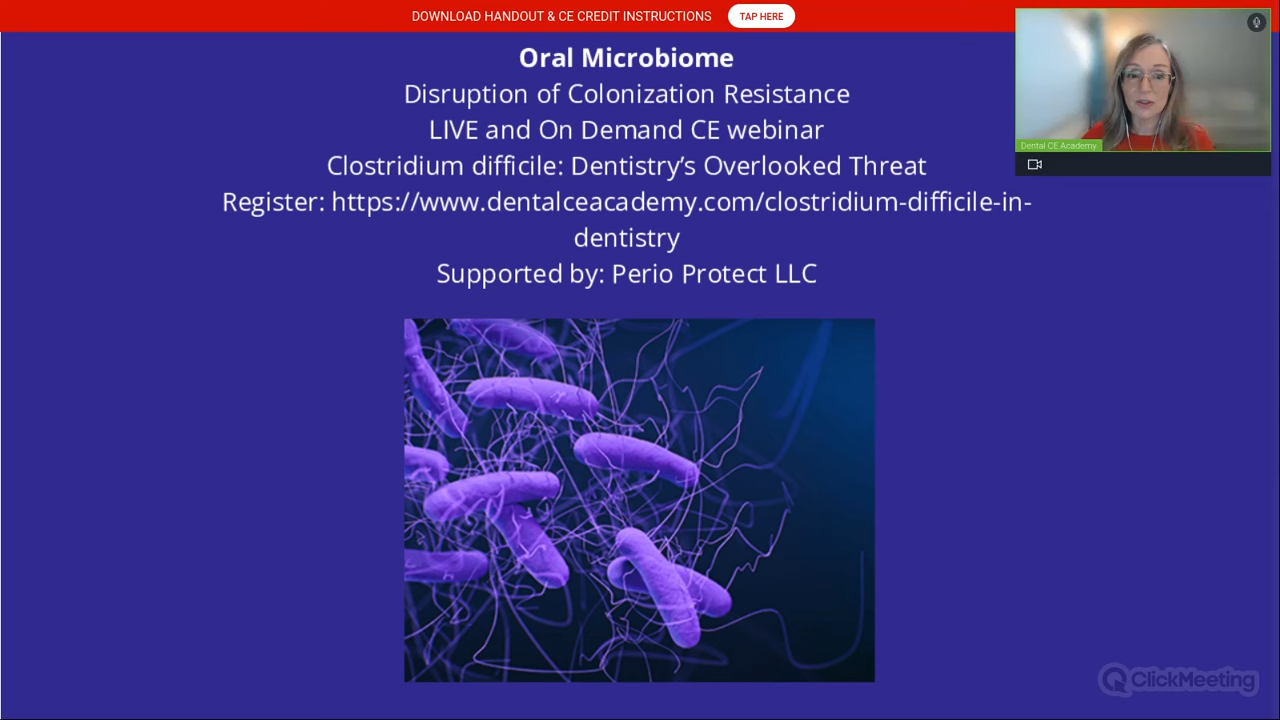 DOWNLOAD HANDOUT & CE CREDIT INSTRUCTIONS TAP HERE
Oral Microbiome
Disruption of Colonization Resistance
LIVE and On Demand CE webinar
Clostridium difficile: Dentistry’s Overlooked Threat
Register: https://www.dentalceacademy.com/clostridium-difficile-in-
dentistry
Supported by: Perio Protect LLC
Dental CE Academy
ClickMeeting